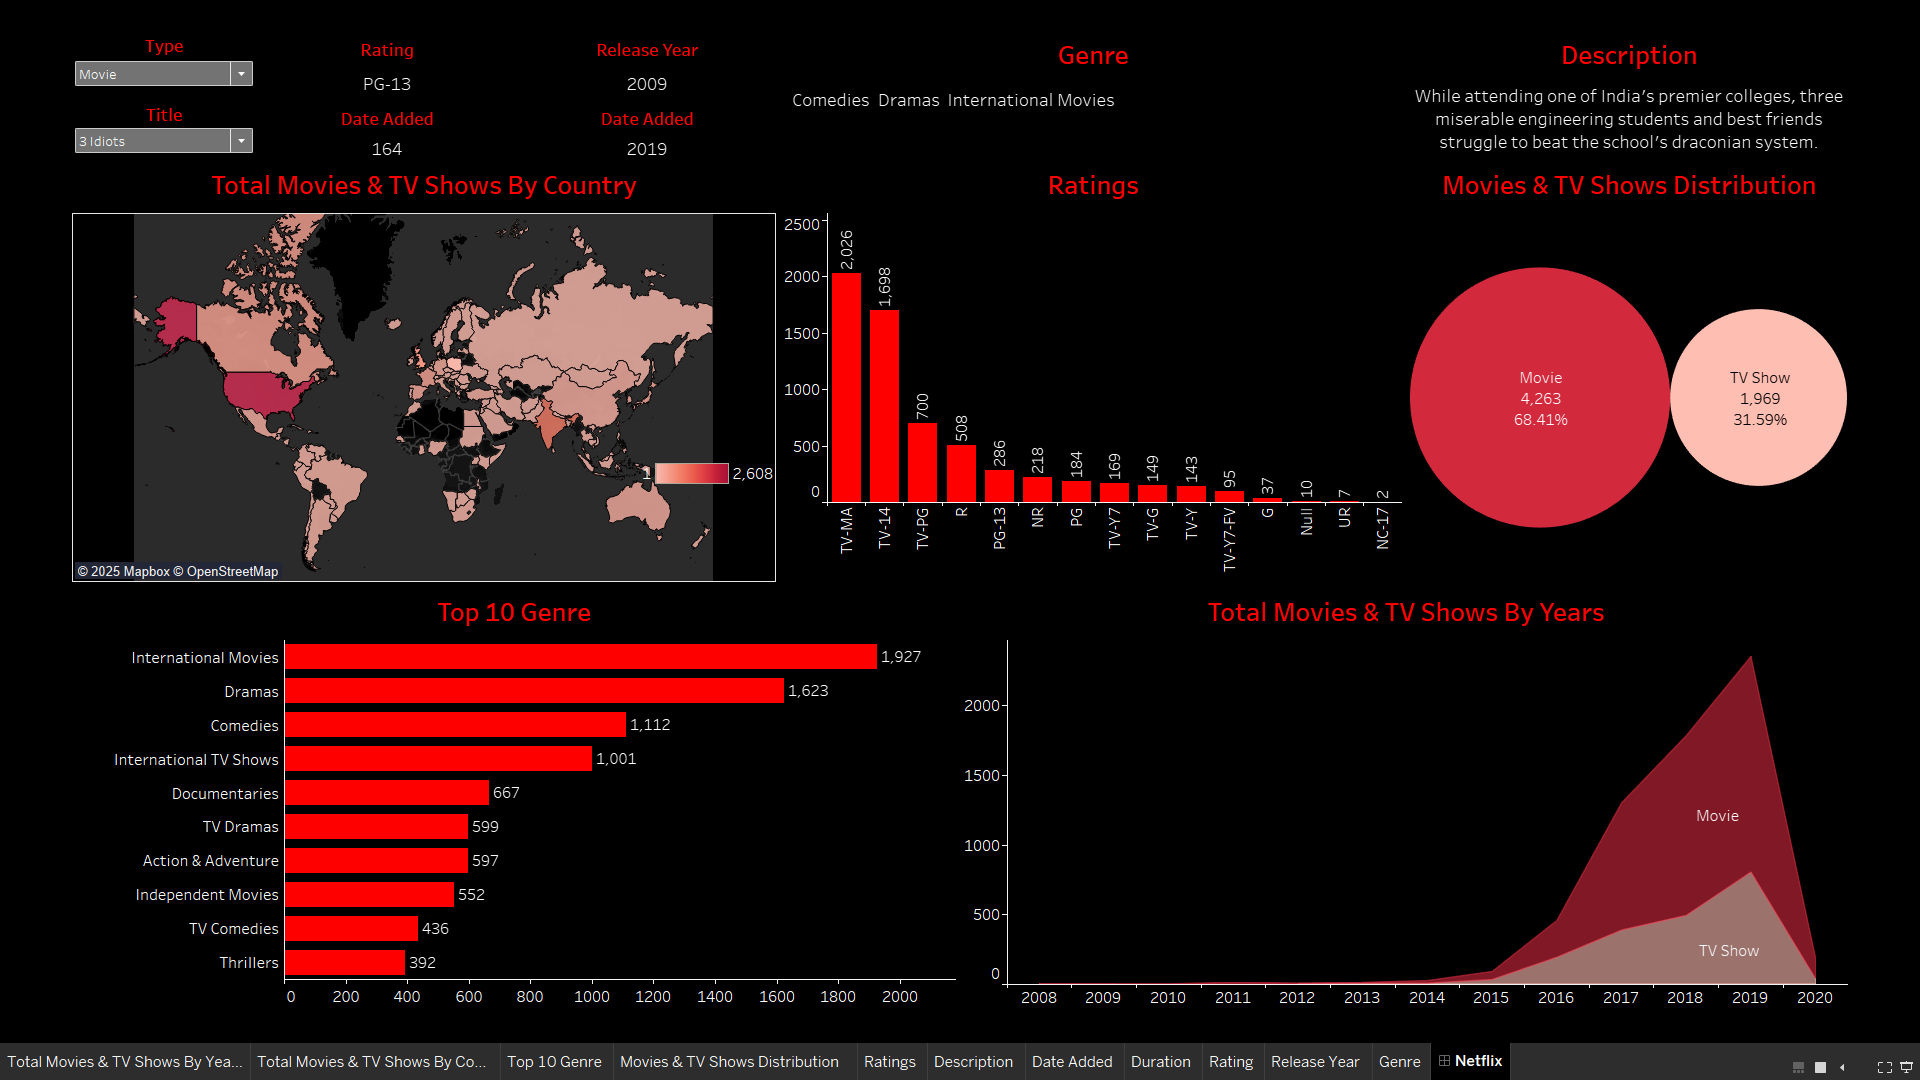 Type
Movie
Title
3 Idiots
Rating
PG-13
Date Added
164
Release Year
2009
Date Added
2019
Genre
Comedies Dramas International Movies
Description
While attending one of India's premier colleges, three
miserable engineering students and best friends
struggle to beat the school's draconian system.
Total Movies & TV Shows By Country
1
2,608
© 2025 Mapbox © OpenStreetMap
Ratings
2500
2000
1500
1000
500
0
2,026
1,698
700
508
286
218
184
169
149
143
95
37
10
7
2
TV-MA
TV-14
TV-PG
R
PG-13
NR
PG
TV-Y7
TV-G
TV-Y
TV-Y7-FV
G
Null
UR
NC-17
Movies & TV Shows Distribution
Movie
4,263
68.41%
TV Show
1,969
31.59%
Top 10 Genre
International Movies 1,927
Dramas 1,623
Comedies 1,112
International TV Shows 1,001
Documentaries 667
TV Dramas 599
Action & Adventure 597
Independent Movies 552
TV Comedies 436
Thrillers 392
0 200 400 600 800 1000 1200 1400 1600 1800 2000
Total Movies & TV Shows By Years
2000
1500
1000
500
0
Movie
TV Show
2008 2009 2010 2011 2012 2013 2014 2015 2016 2017 2018 2019 2020
Total Movies & TV Shows By Yea... Total Movies & TV Shows By Co... Top 10 Genre Movies & TV Shows Distribution Ratings Description Date Added Duration Rating Release Year Genre Netflix